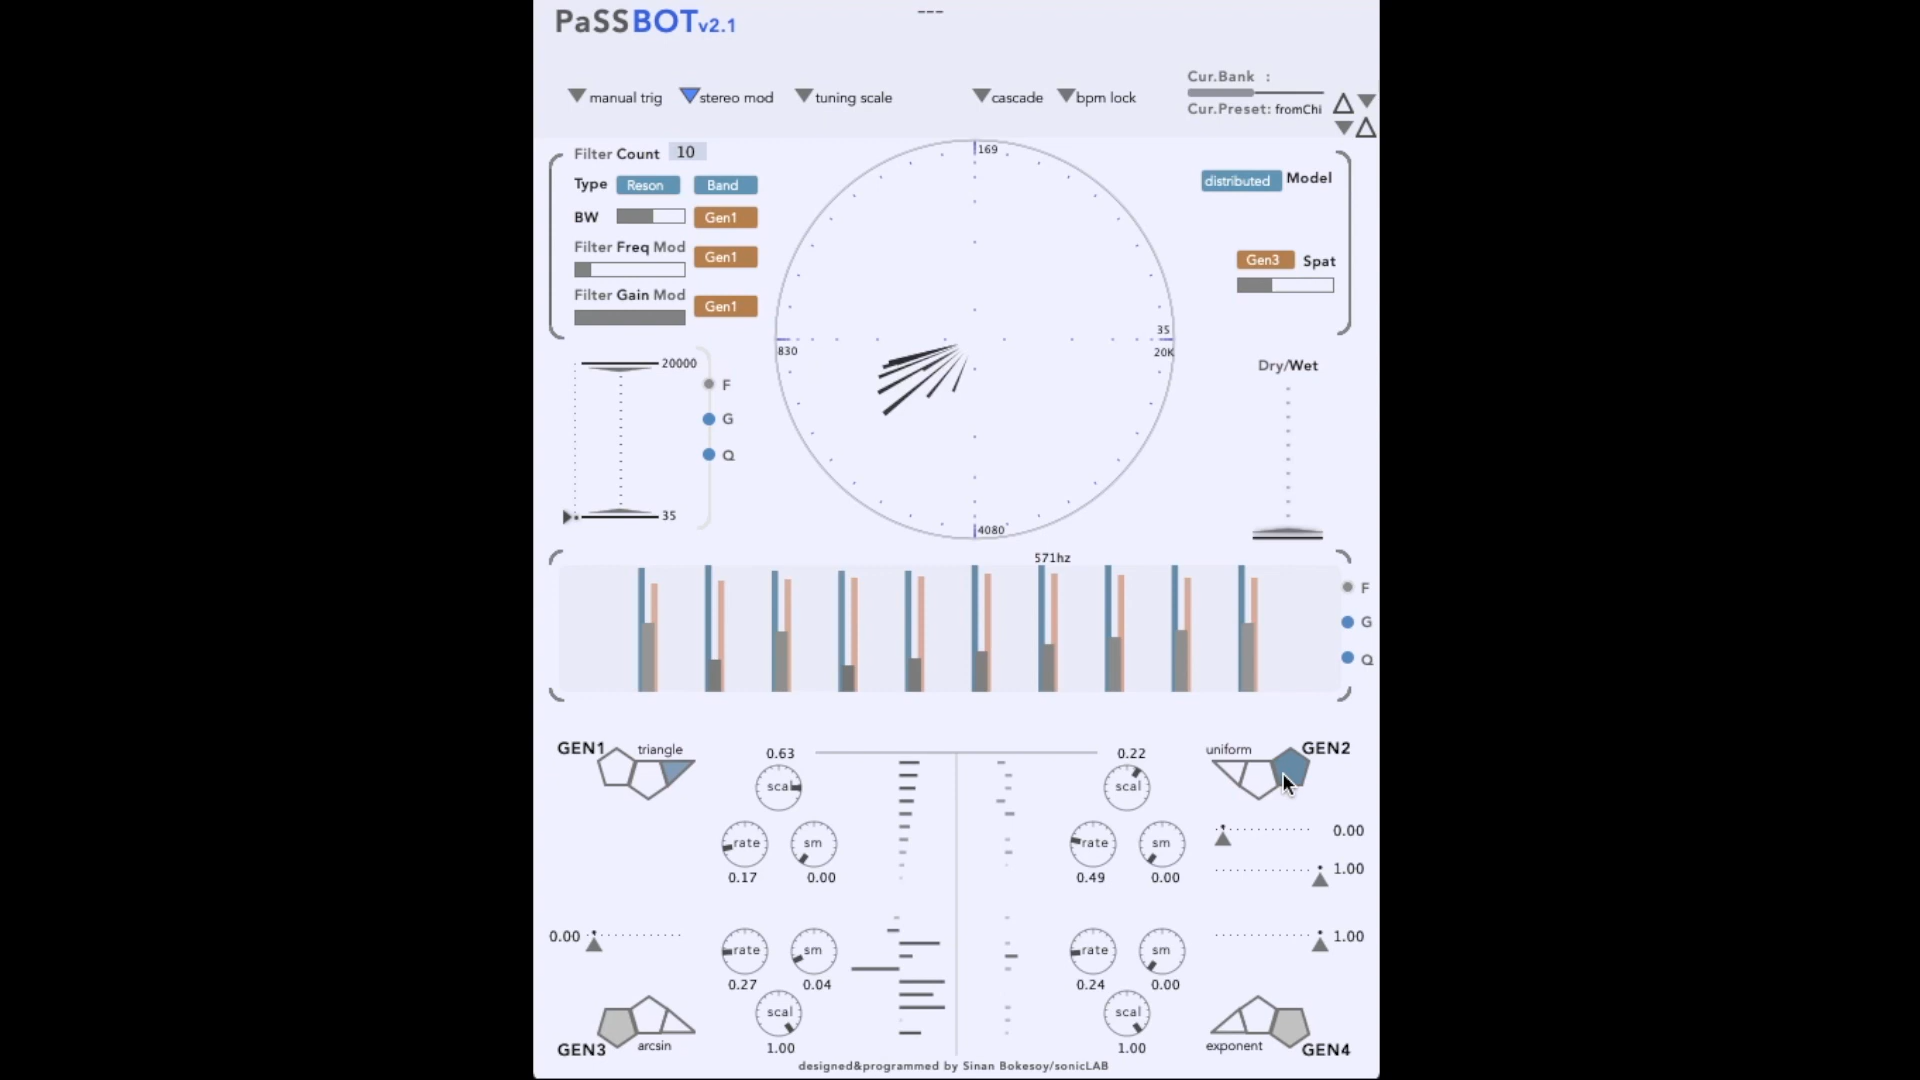 ---
PaSSBOTv2.1
manual trig stereo mod tuning scale cascade bpm lock
Cur.Bank :
Cur.Preset: fromChi
Filter Count 10
Type Reson Band
BW Gen1
Filter Freq Mod
Gen1
Filter Gain Mod
Gen1
169
830
35
20K
4080
distributed Model
Gen3 Spat
20000
35
F
G
Q
Dry/Wet
571hz
F
G
Q
GEN1 triangle
0.63
scal
rate sm
0.17 0.00
0.22
scal
rate sm
0.49 0.00
uniform GEN2
0.00
1.00
0.00
rate sm
0.27 0.04
scal
1.00
GEN3 arcsin
rate sm
0.24 0.00
scal
1.00
1.00
exponent GEN4
designed&programmed by Sinan Bokesoy/sonicLAB